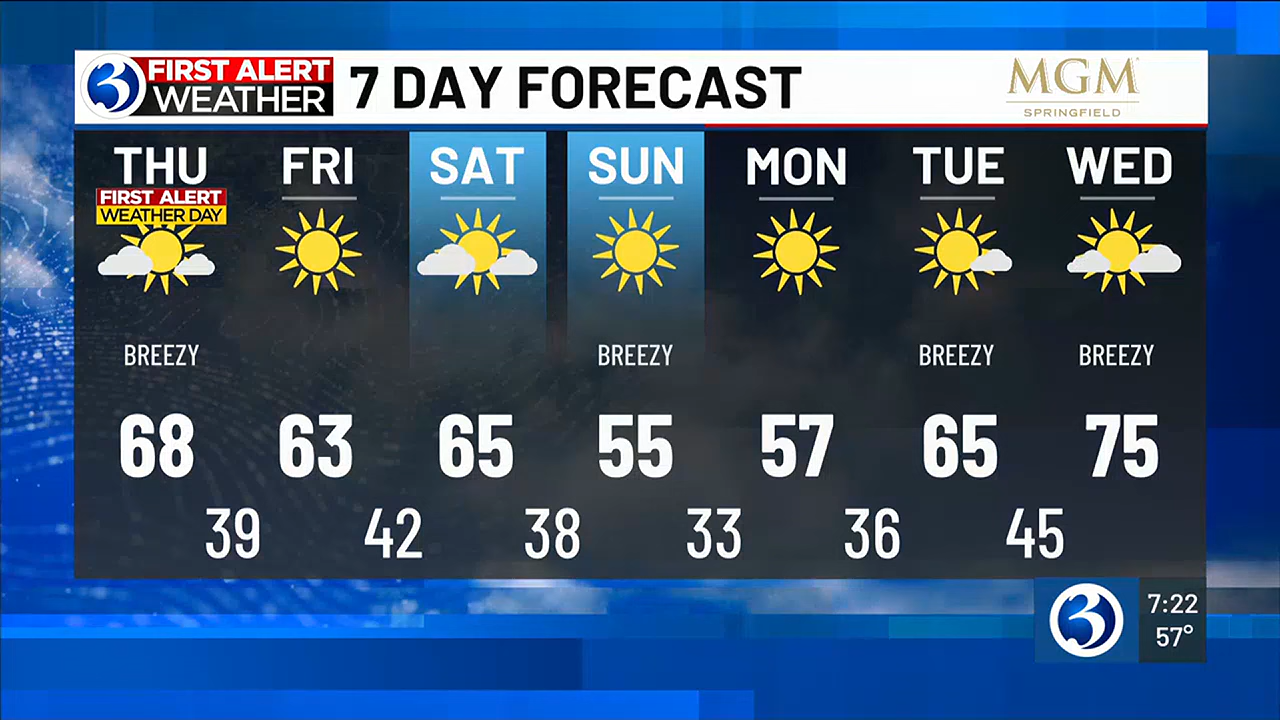 3 FIRST ALERT
WEATHER
7 DAY FORECAST
MGM
SPRINGFIELD
THU FRI SAT SUN MON TUE WED
FIRST ALERT
WEATHER DAY
BREEZY BREEZY BREEZY BREEZY
68 63 65 55 57 65 75
39 42 38 33 36 45
3
7:22
57°